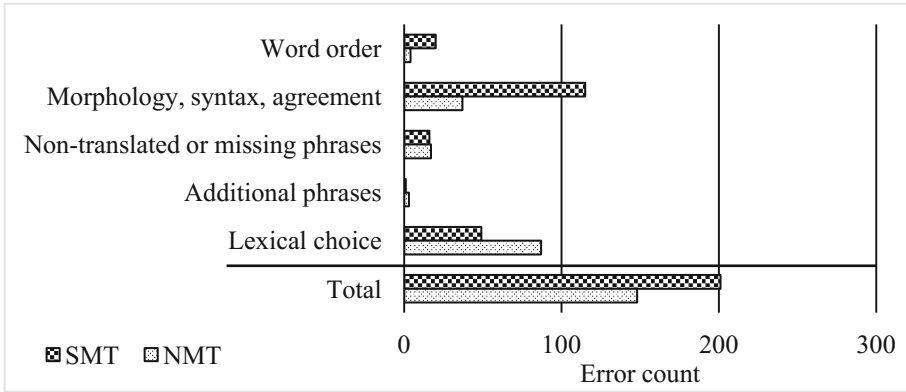 Word order
Morphology, syntax, agreement
Non-translated or missing phrases
Additional phrases
Lexical choice
Total
SMT NMT
0 100 200 300
Error count